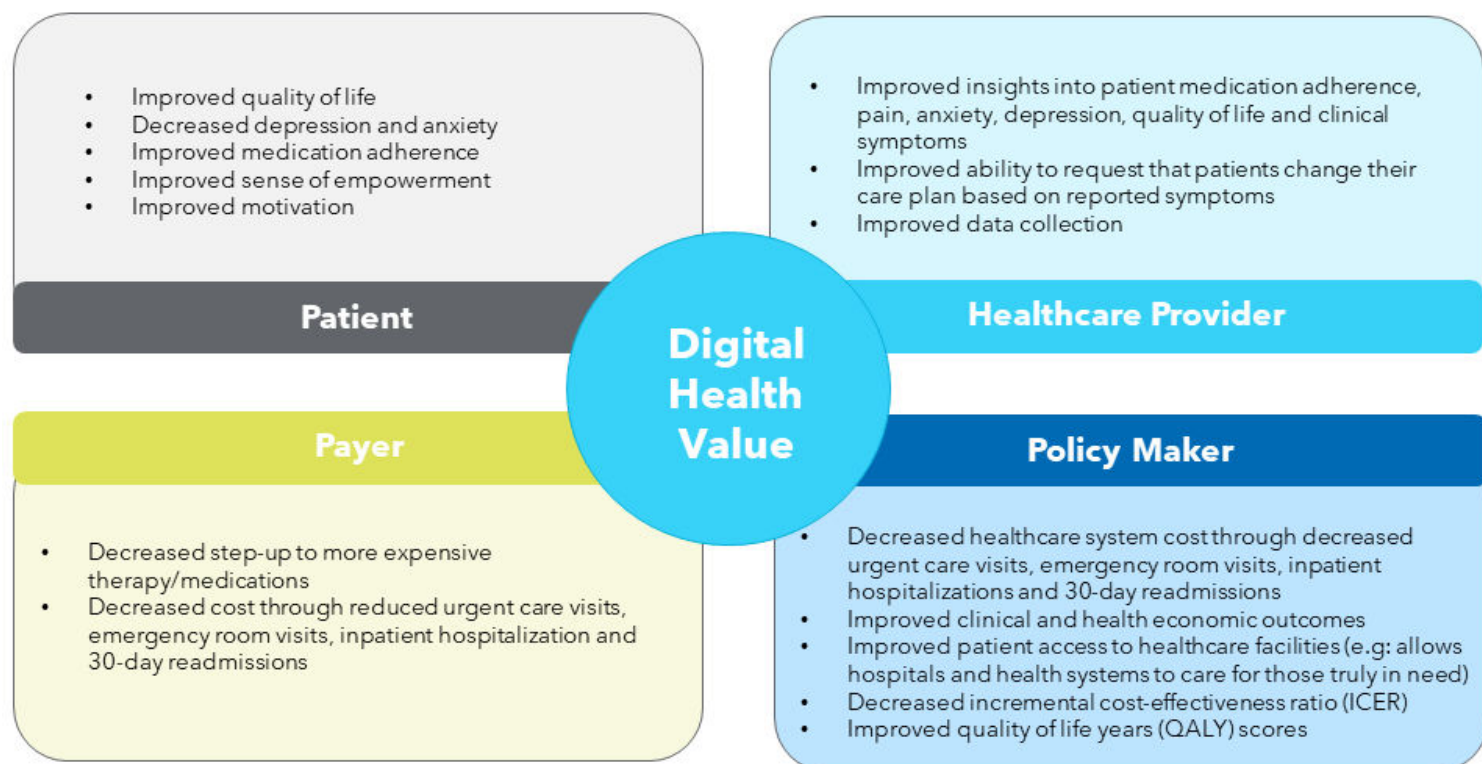 • Improved quality of life
• Decreased depression and anxiety
• Improved medication adherence
• Improved sense of empowerment
• Improved motivation
Patient
• Improved insights into patient medication adherence,
pain, anxiety, depression, quality of life and clinical
symptoms
• Improved ability to request that patients change their
care plan based on reported symptoms
• Improved data collection
Healthcare Provider
Digital
Health
Value
Payer
• Decreased step-up to more expensive
therapy/medications
• Decreased cost through reduced urgent care visits,
emergency room visits, inpatient hospitalization and
30-day readmissions
Policy Maker
• Decreased healthcare system cost through decreased
urgent care visits, emergency room visits, inpatient
hospitalizations and 30-day readmissions
• Improved clinical and health economic outcomes
• Improved patient access to healthcare facilities (e.g: allows
hospitals and health systems to care for those truly in need)
• Decreased incremental cost-effectiveness ratio (ICER)
• Improved quality of life years (QALY) scores